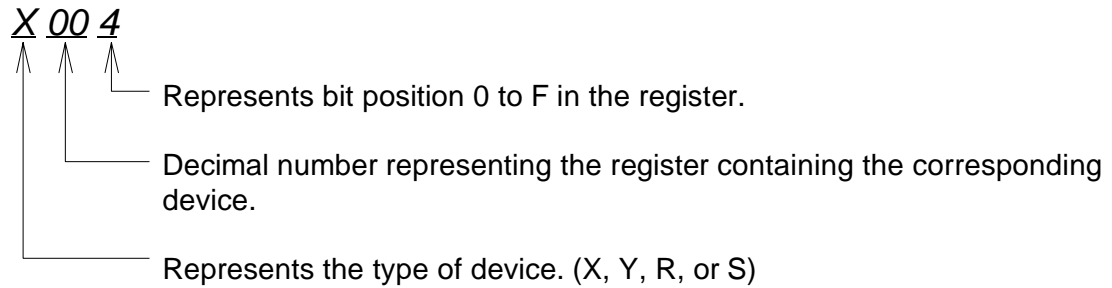 X 00 4
Represents bit position 0 to F in the register.
Decimal number representing the register containing the corresponding
device.
Represents the type of device. (X, Y, R, or S)